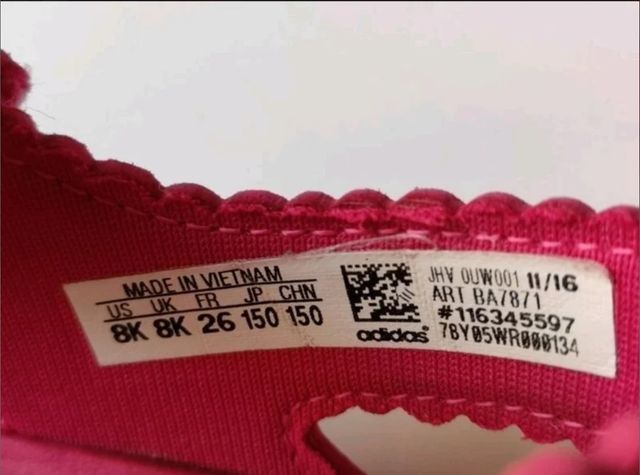 MADE IN VIETNAM
US UK FR JP CHN
8K 8K 26 150 150
adidas
JHV 0UW001 11/16
ART BA7871
#116345597
78Y05WR000134